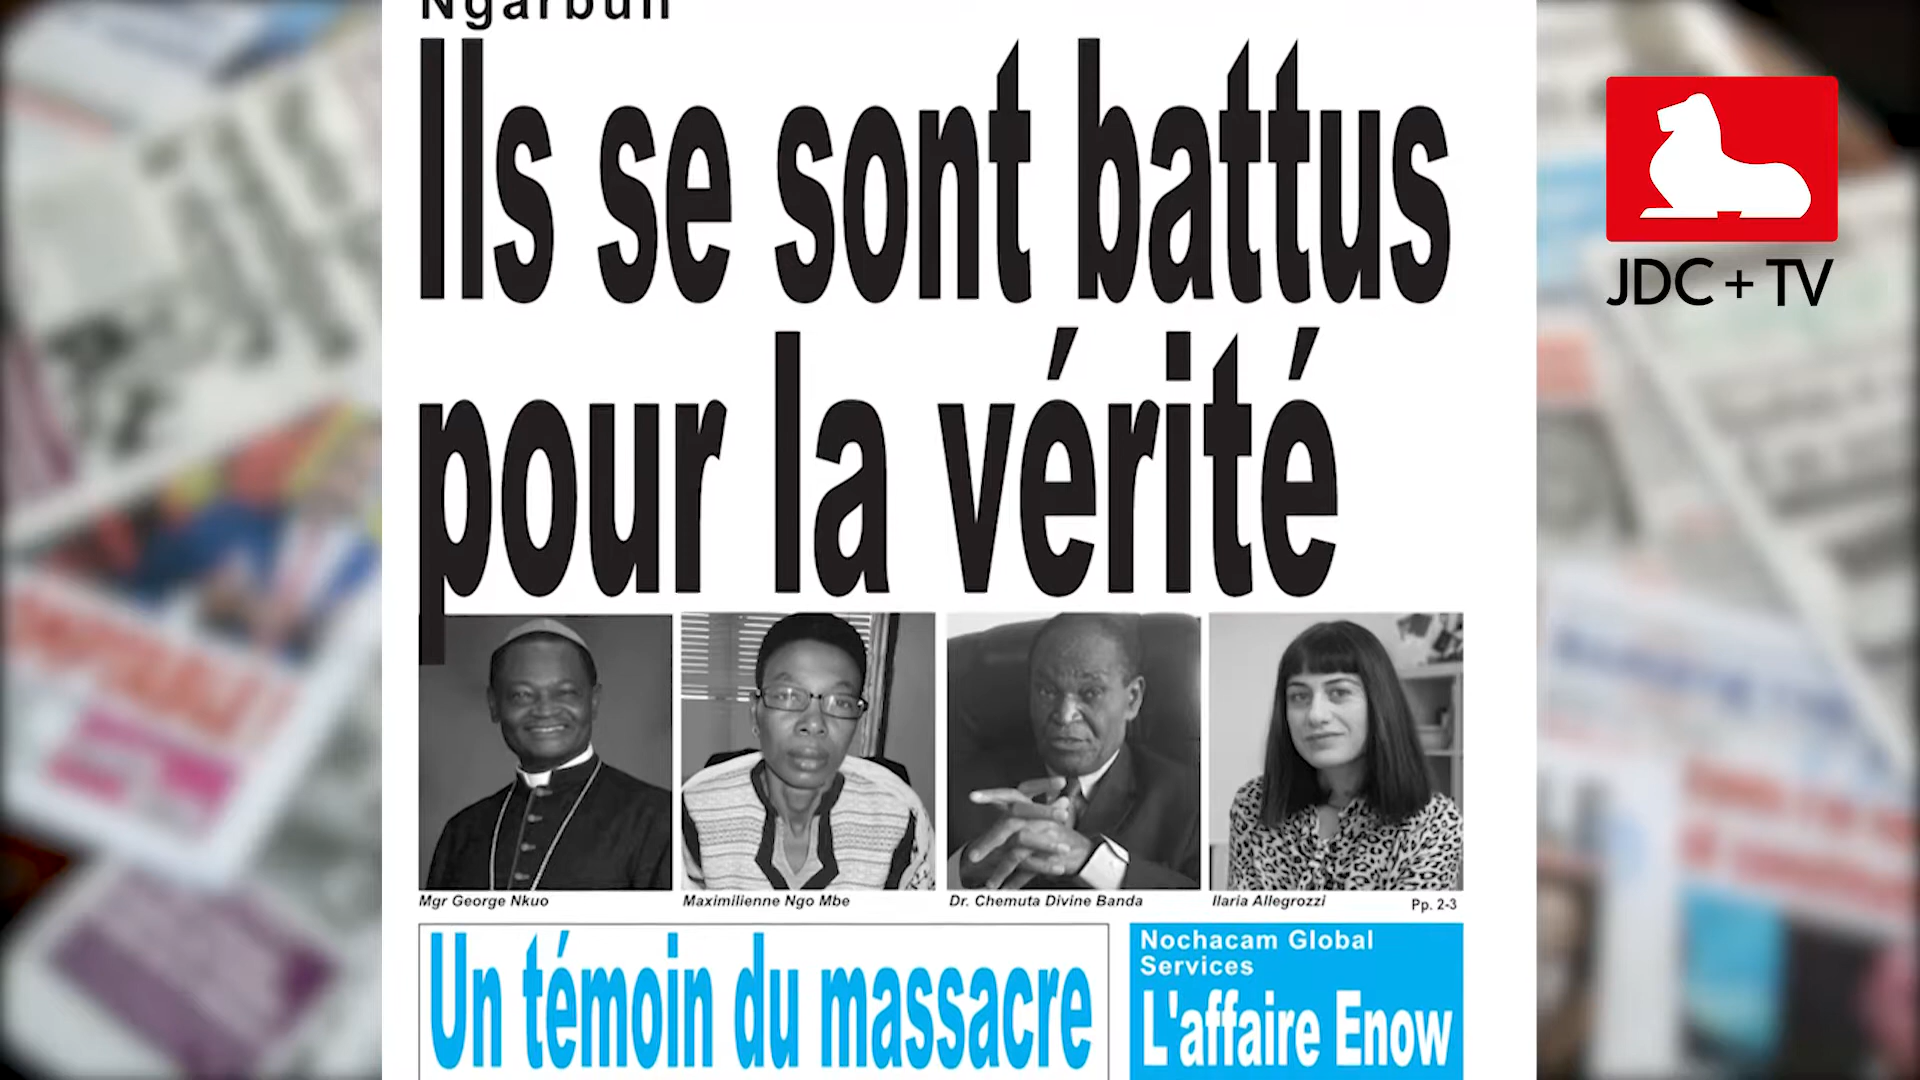 Ngarbuh
Ils se sont battus
pour la vérité
JDC + TV
Mgr George Nkuo
Maximilienne Ngo Mbe
Dr. Chemuta Divine Banda
Ilaria Allegrozzi
Pp. 2-3
Un témoin du massacre
Nochacam Global
Services
L'affaire Enow